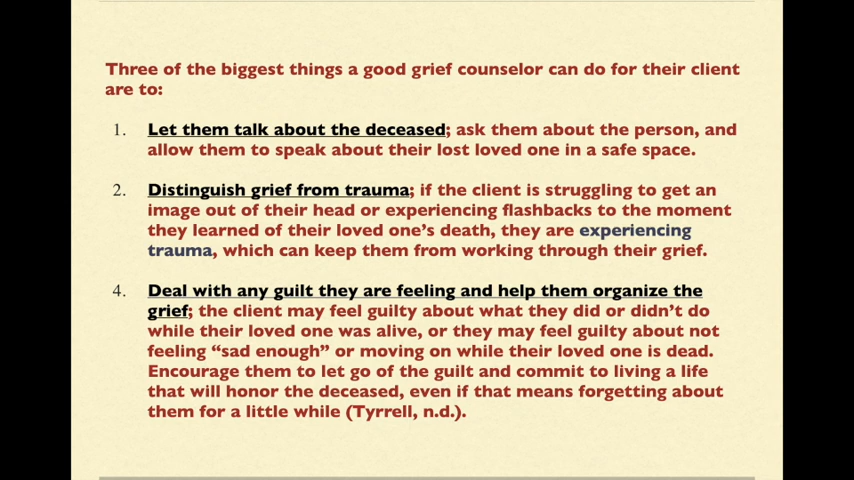 Three of the biggest things a good grief counselor can do for their client
are to:
1. Let them talk about the deceased; ask them about the person, and
allow them to speak about their lost loved one in a safe space.
2. Distinguish grief from trauma; if the client is struggling to get an
image out of their head or experiencing flashbacks to the moment
they learned of their loved one’s death, they are experiencing
trauma, which can keep them from working through their grief.
4. Deal with any guilt they are feeling and help them organize the
grief; the client may feel guilty about what they did or didn’t do
while their loved one was alive, or they may feel guilty about not
feeling “sad enough” or moving on while their loved one is dead.
Encourage them to let go of the guilt and commit to living a life
that will honor the deceased, even if that means forgetting about
them for a little while (Tyrrell, n.d.).